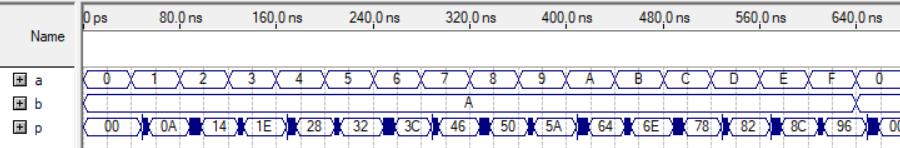 0 ps 80.0 ns 160.0 ns 240.0 ns 320.0 ns 400.0 ns 480.0 ns 560.0 ns 640.0 ns
Name
a 0 1 2 3 4 5 6 7 8 9 A B C D E F 0
b A
p 00 0A 14 1E 28 32 3C 46 50 5A 64 6E 78 82 8C 96 00